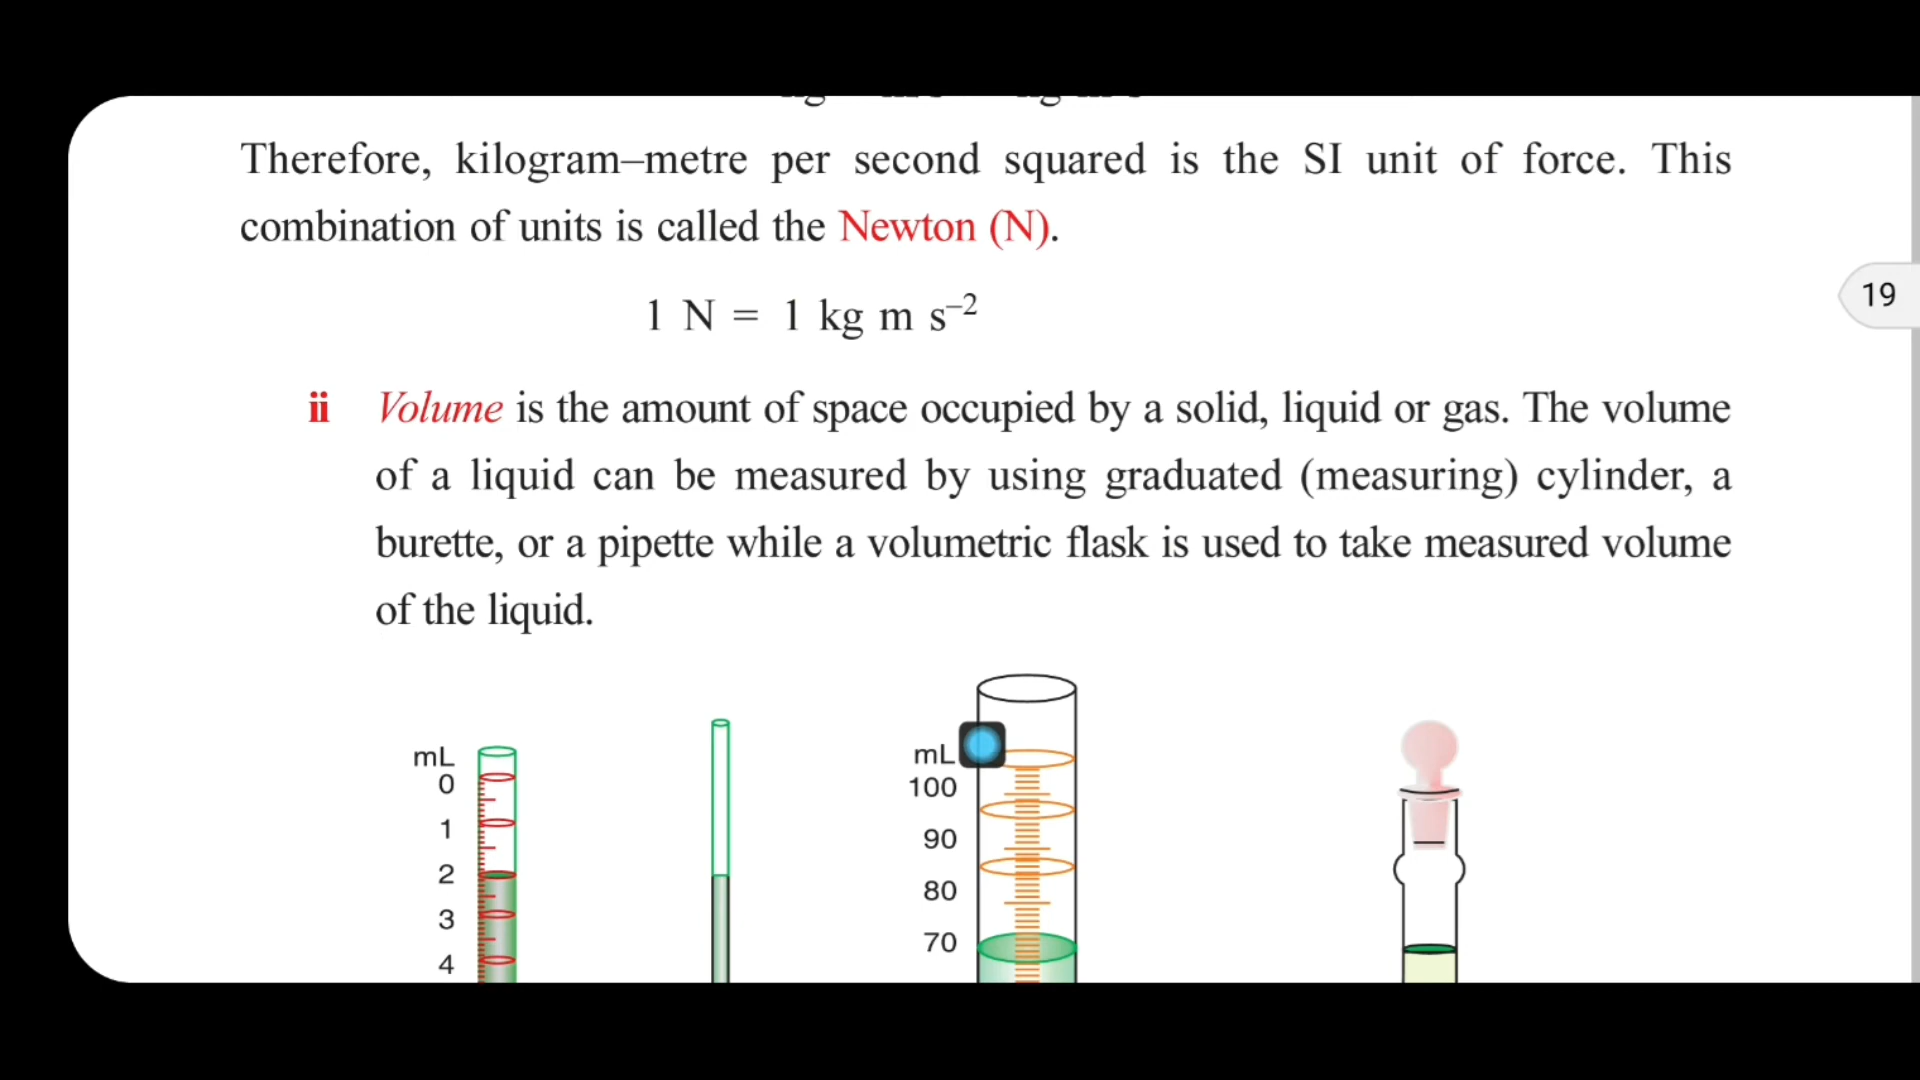 Therefore, kilogram–metre per second squared is the SI unit of force. This
combination of units is called the Newton (N).
1 N = 1 kg m s⁻²
19
ii Volume is the amount of space occupied by a solid, liquid or gas. The volume
of a liquid can be measured by using graduated (measuring) cylinder, a
burette, or a pipette while a volumetric flask is used to take measured volume
of the liquid.
mL
0
1
2
3
4
mL
100
90
80
70